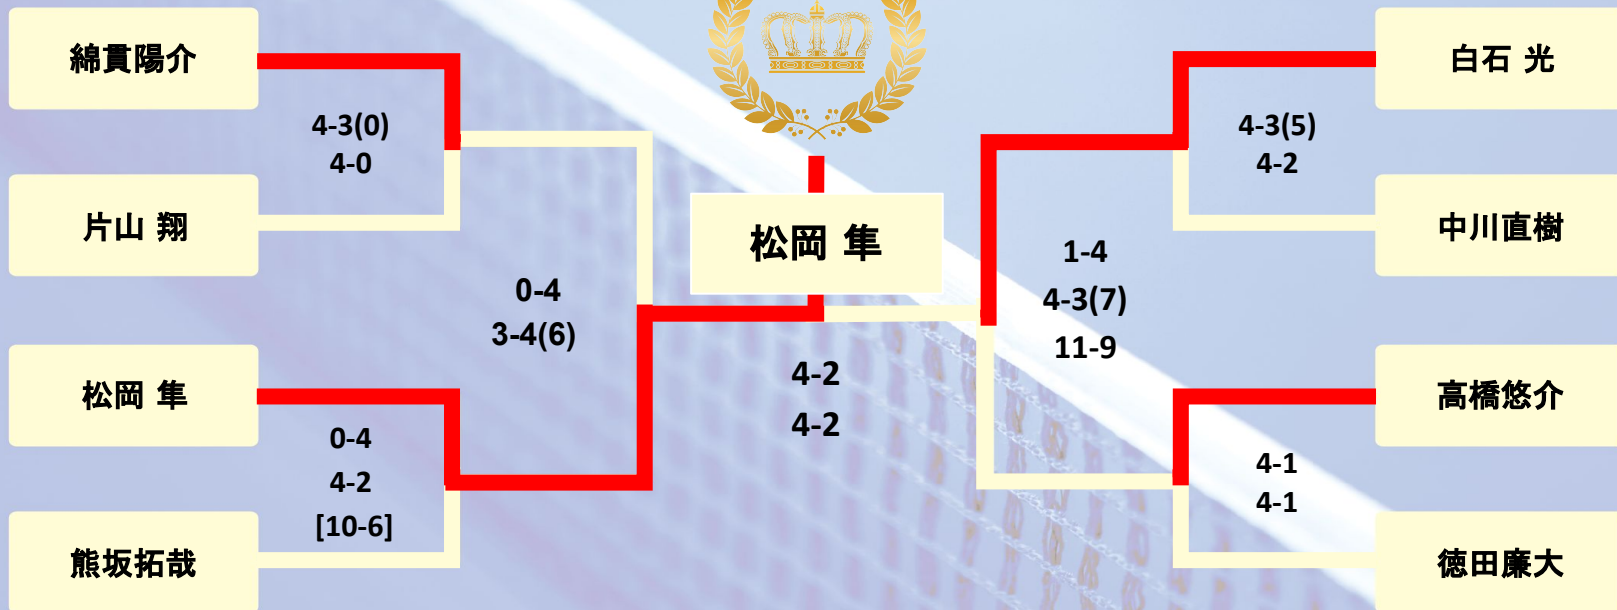 綿貫陽介
4-3(0)
4-0
片山 翔
0-4
3-4(6)
松岡 隼
0-4
4-2
[10-6]
熊坂拓哉
松岡 隼
4-2
4-2
白石 光
4-3(5)
4-2
中川直樹
1-4
4-3(7)
11-9
高橋悠介
4-1
4-1
徳田廉大